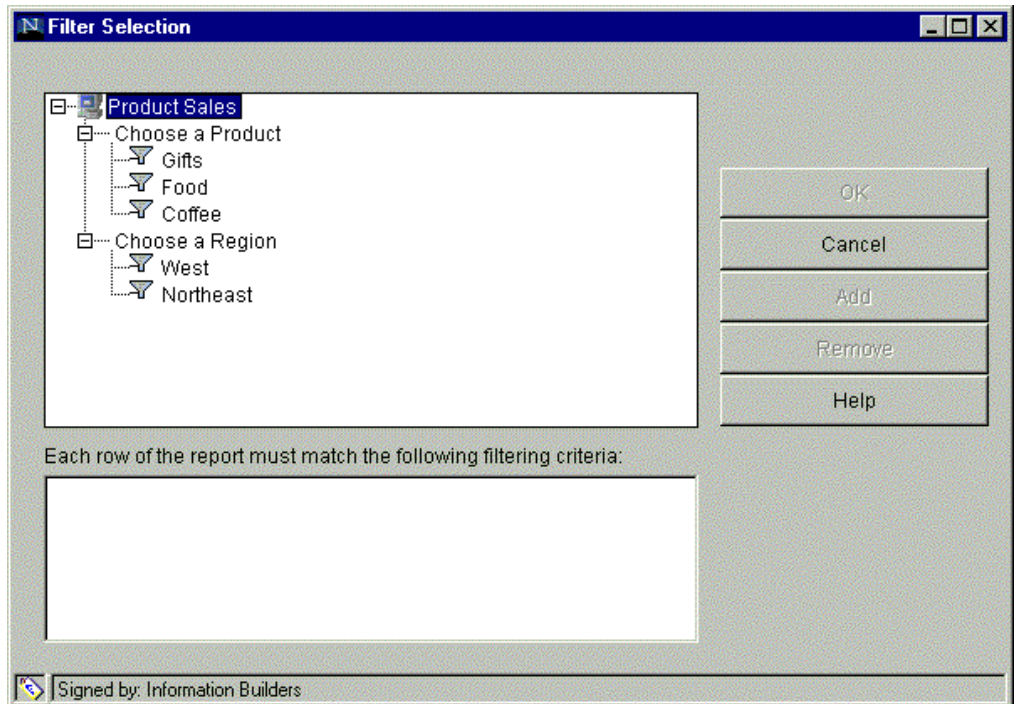 N Filter Selection
Product Sales
Choose a Product
Gifts
Food
Coffee
Choose a Region
West
Northeast
OK
Cancel
Add
Remove
Help
Each row of the report must match the following filtering criteria:
Signed by: Information Builders